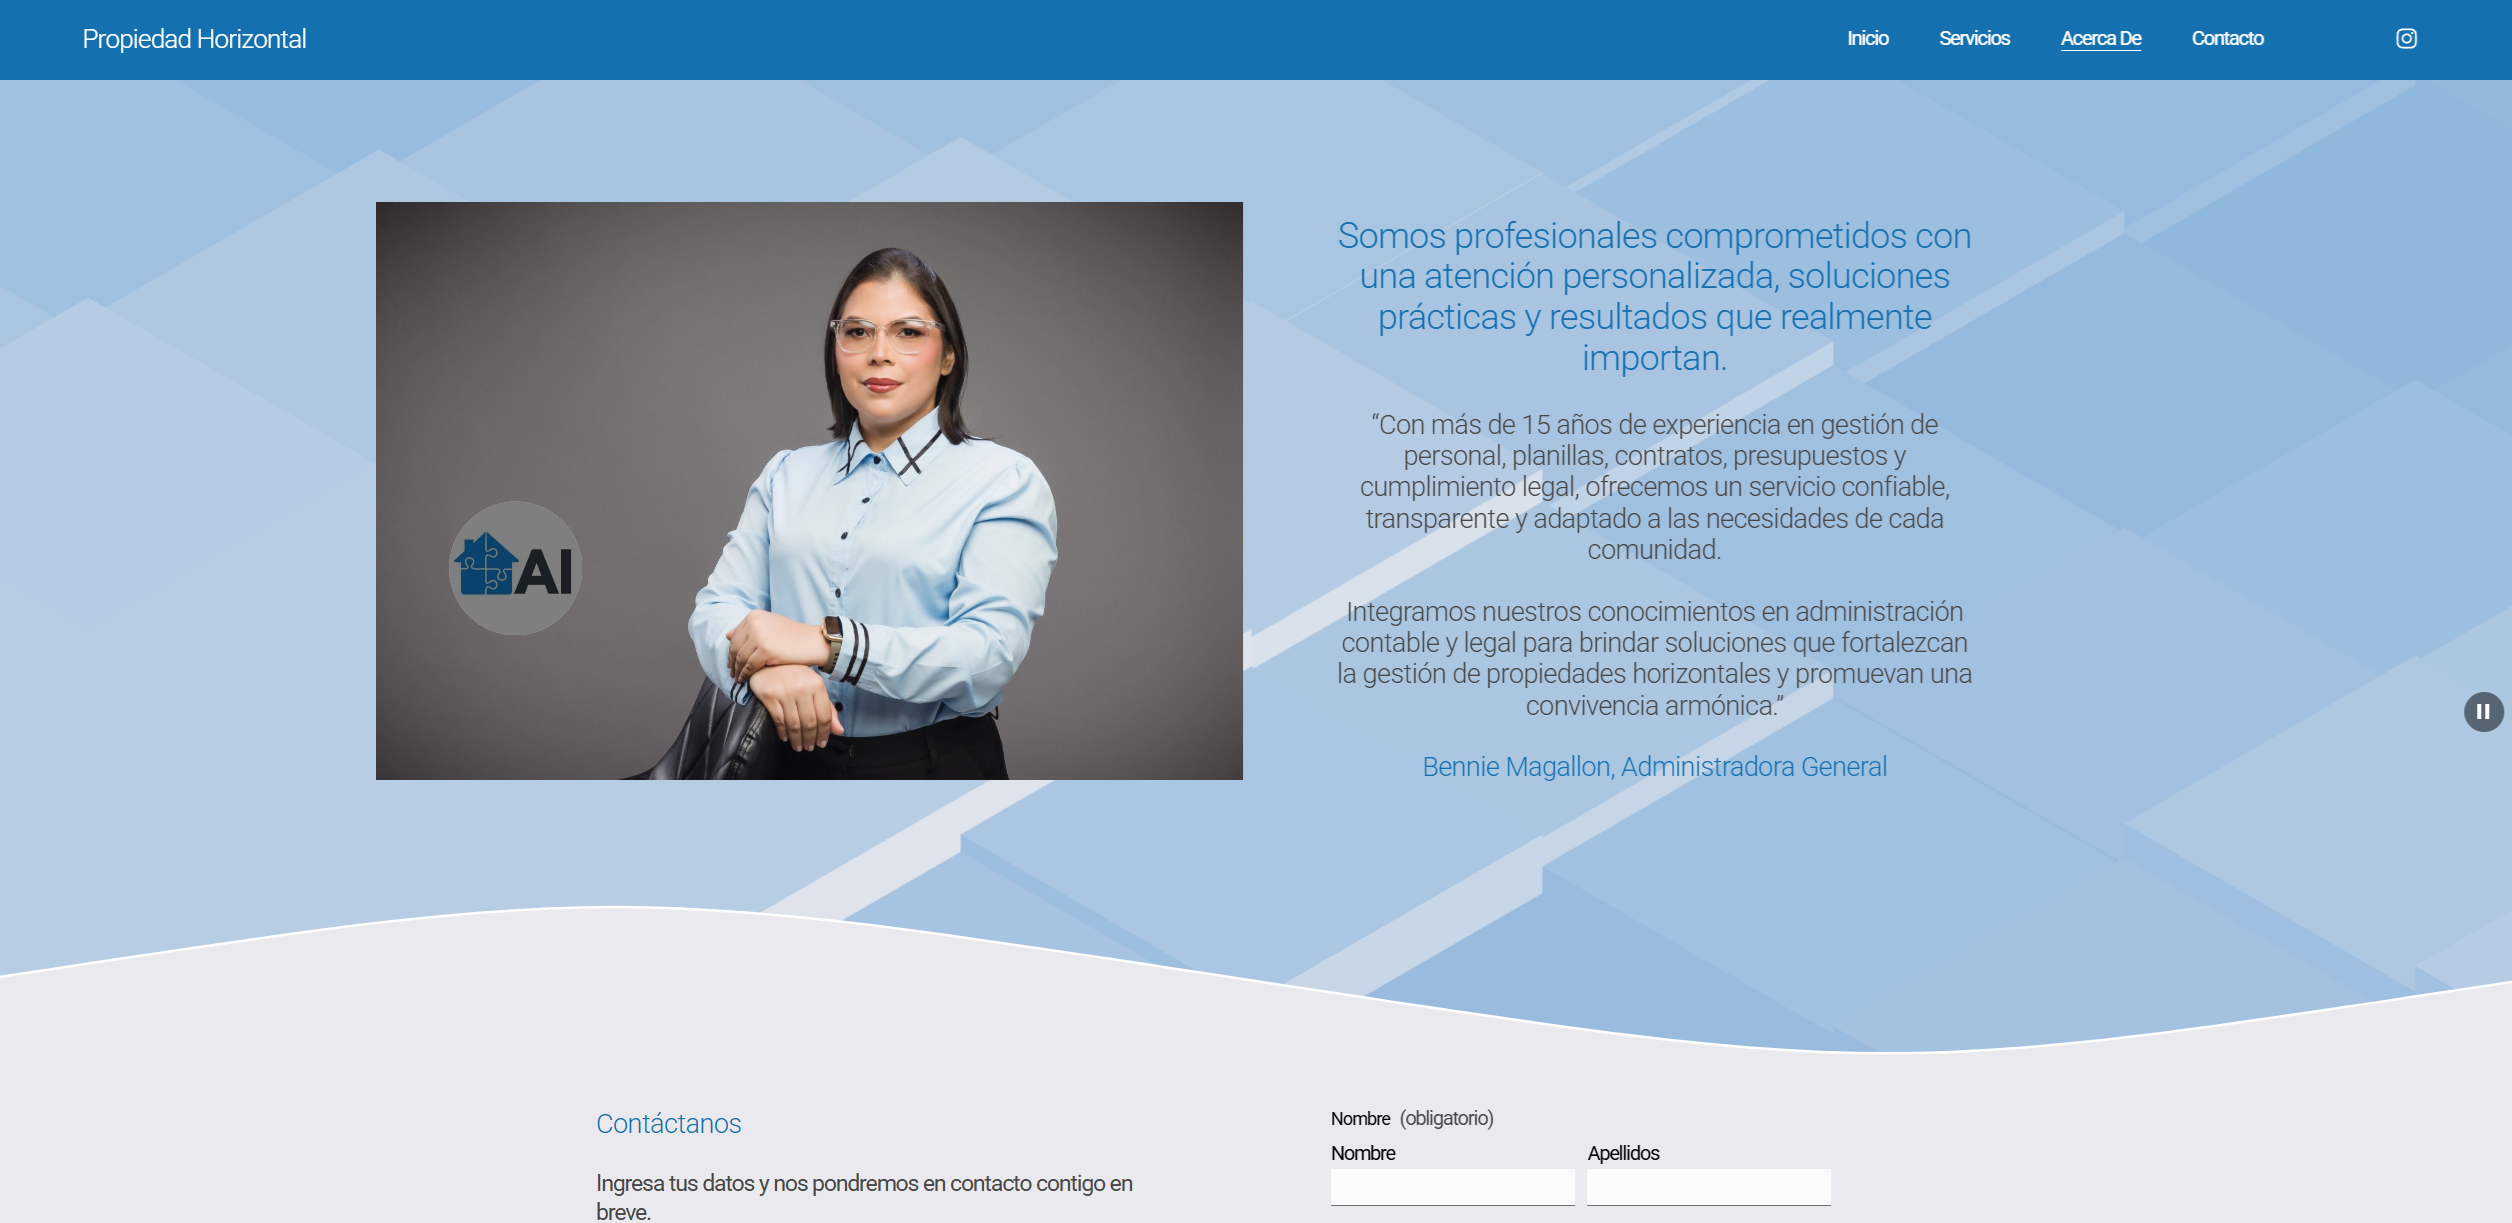 Propiedad Horizontal
Inicio Servicios Acerca De Contacto
Somos profesionales comprometidos con
una atención personalizada, soluciones
prácticas y resultados que realmente
importan.
“Con más de 15 años de experiencia en gestión de
personal, planillas, contratos, presupuestos y
cumplimiento legal, ofrecemos un servicio confiable,
transparente y adaptado a las necesidades de cada
comunidad.
Integramos nuestros conocimientos en administración
contable y legal para brindar soluciones que fortalezcan
la gestión de propiedades horizontales y promuevan una
convivencia armónica.”
Bennie Magallon, Administradora General
AI
Contáctanos
Ingresa tus datos y nos pondremos en contacto contigo en
breve.
Nombre (obligatorio)
Nombre Apellidos